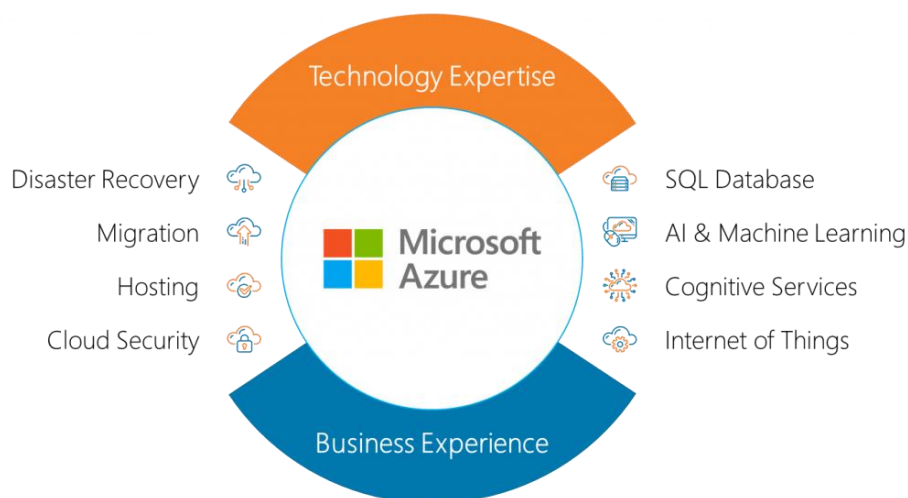 Technology Expertise
Disaster Recovery
Migration
Hosting
Cloud Security
Microsoft
Azure
SQL Database
AI & Machine Learning
Cognitive Services
Internet of Things
Business Experience